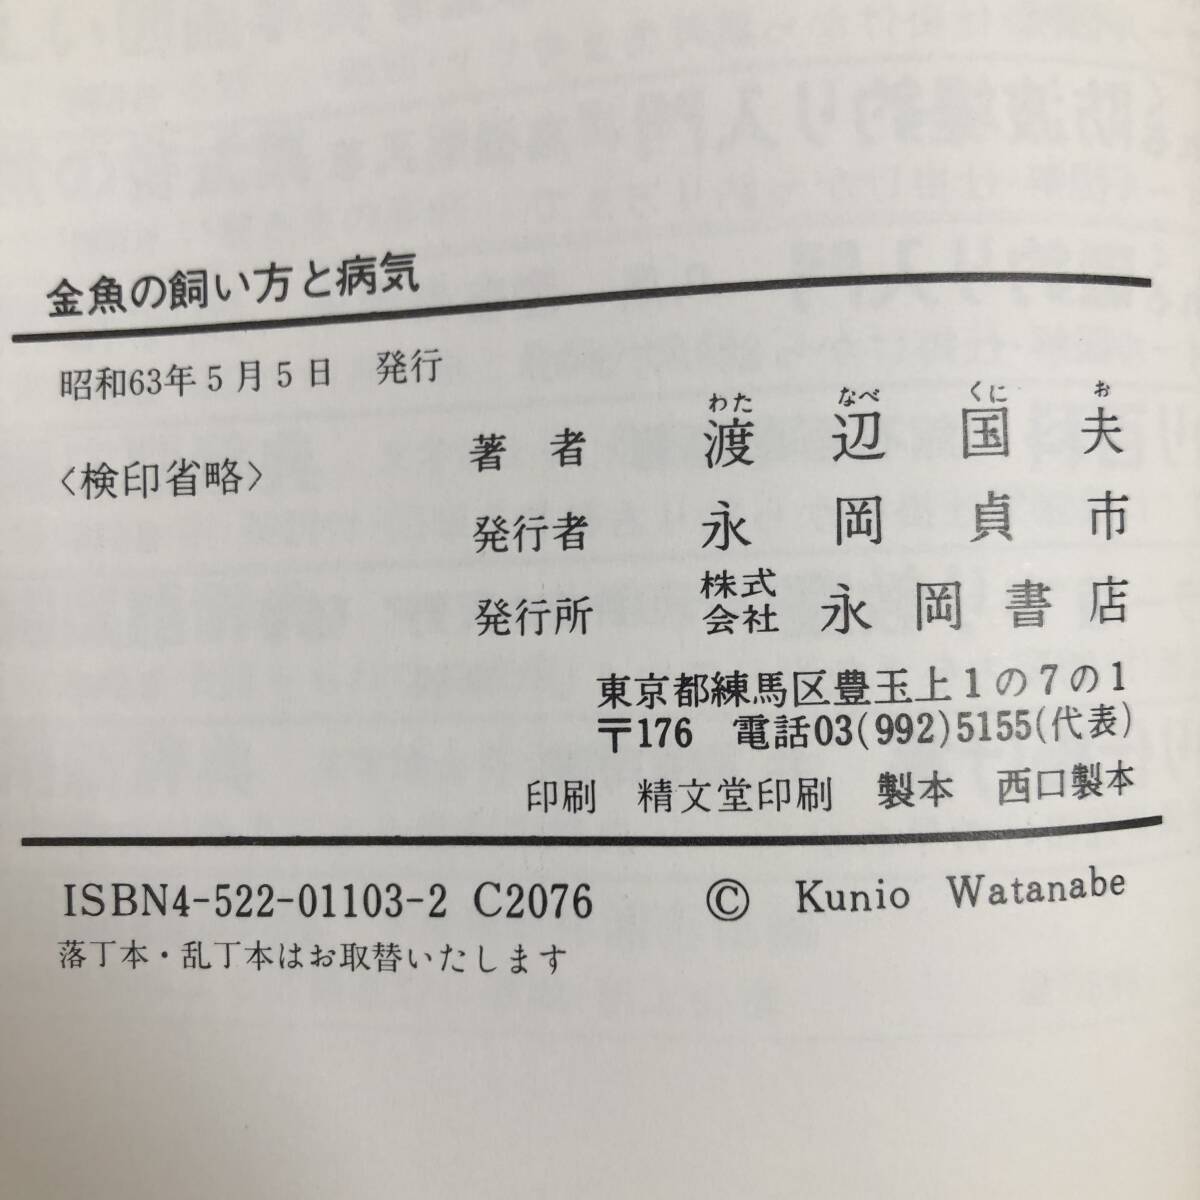 金魚の飼い方と病気
昭和63年5月5日 発行
〈検印省略〉
わた なべ くに お
著者 渡辺国夫
発行者 永岡貞市
発行所 株式会社 永岡書店
東京都練馬区豊玉上1の7の1
〒176 電話03(992)5155(代表)
印刷 精文堂印刷 製本 西口製本
ISBN4-522-01103-2 C2076 © Kunio Watanabe
落丁本・乱丁本はお取替いたします